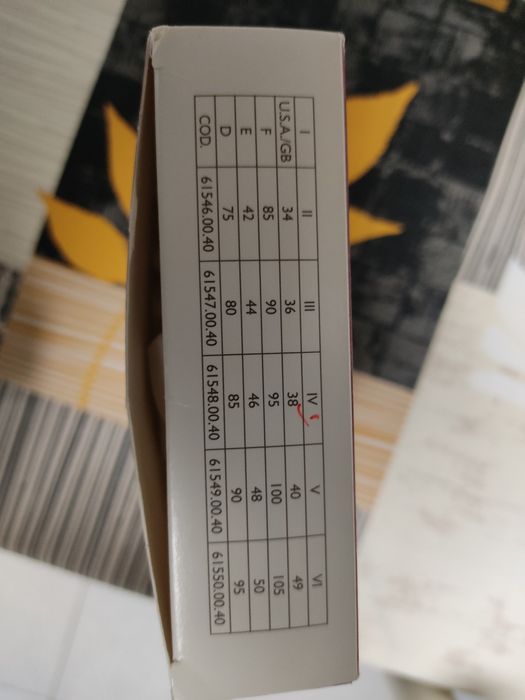 I II III IV V VI
U.S.A./GB 34 36 38 40 49
F 85 90 95 100 105
E 42 44 46 48 50
D 75 80 85 90 95
COD. 61546.00.40 61547.00.40 61548.00.40 61549.00.40 61550.00.40